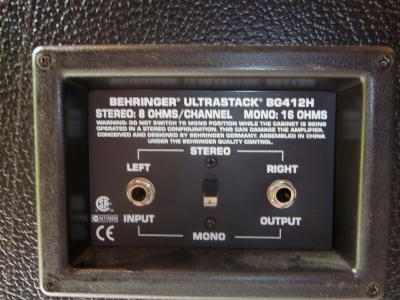 BEHRINGER® ULTRASTACK® BG412H
STEREO: 8 OHMS/CHANNEL MONO: 16 OHMS
WARNING: DO NOT SWITCH TO MONO POSITION WHILE THE CABINET IS BEING
OPERATED IN A STEREO CONFIGURATION. THIS CAN DAMAGE THE AMPLIFIER.
CONCEIVED AND DESIGNED BY BEHRINGER GERMANY. ASSEMBLED IN CHINA
UNDER THE BEHRINGER QUALITY CONTROL.
STEREO
LEFT RIGHT
N11999
INPUT OUTPUT
CE MONO